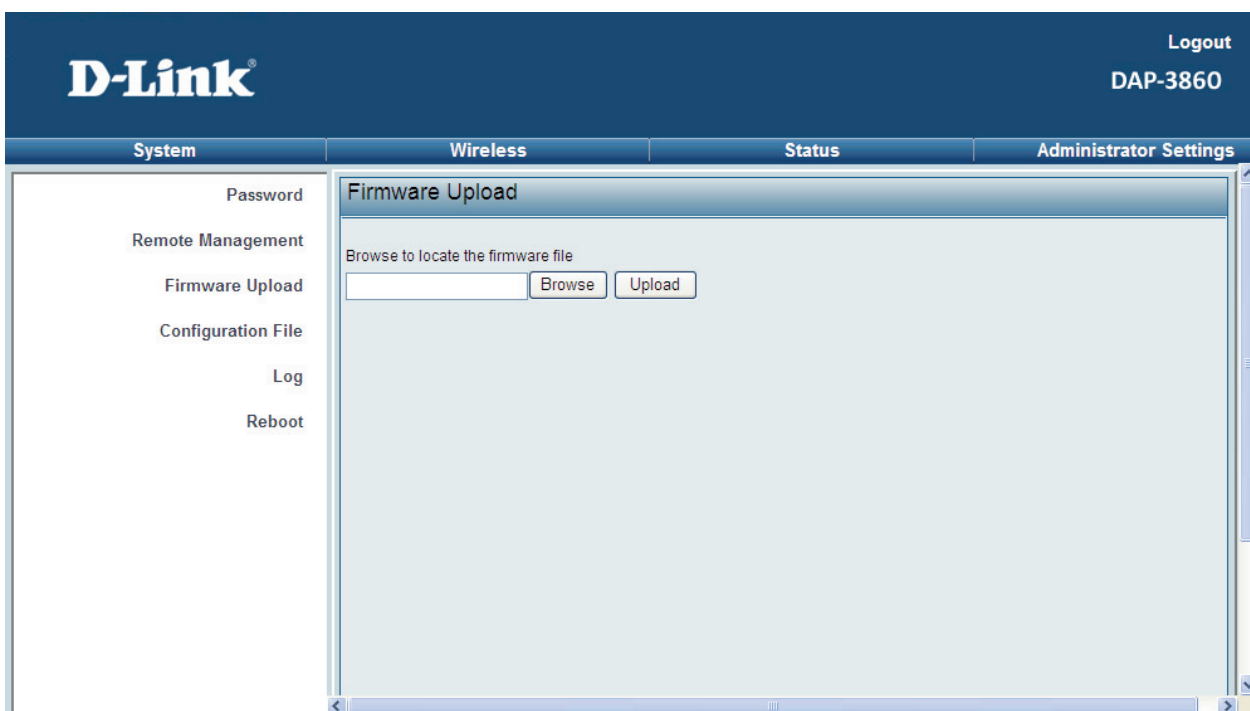 Logout
D-Link®
DAP-3860
System Wireless Status Administrator Settings
Password
Remote Management
Firmware Upload
Configuration File
Log
Reboot
Firmware Upload
Browse to locate the firmware file
Browse Upload